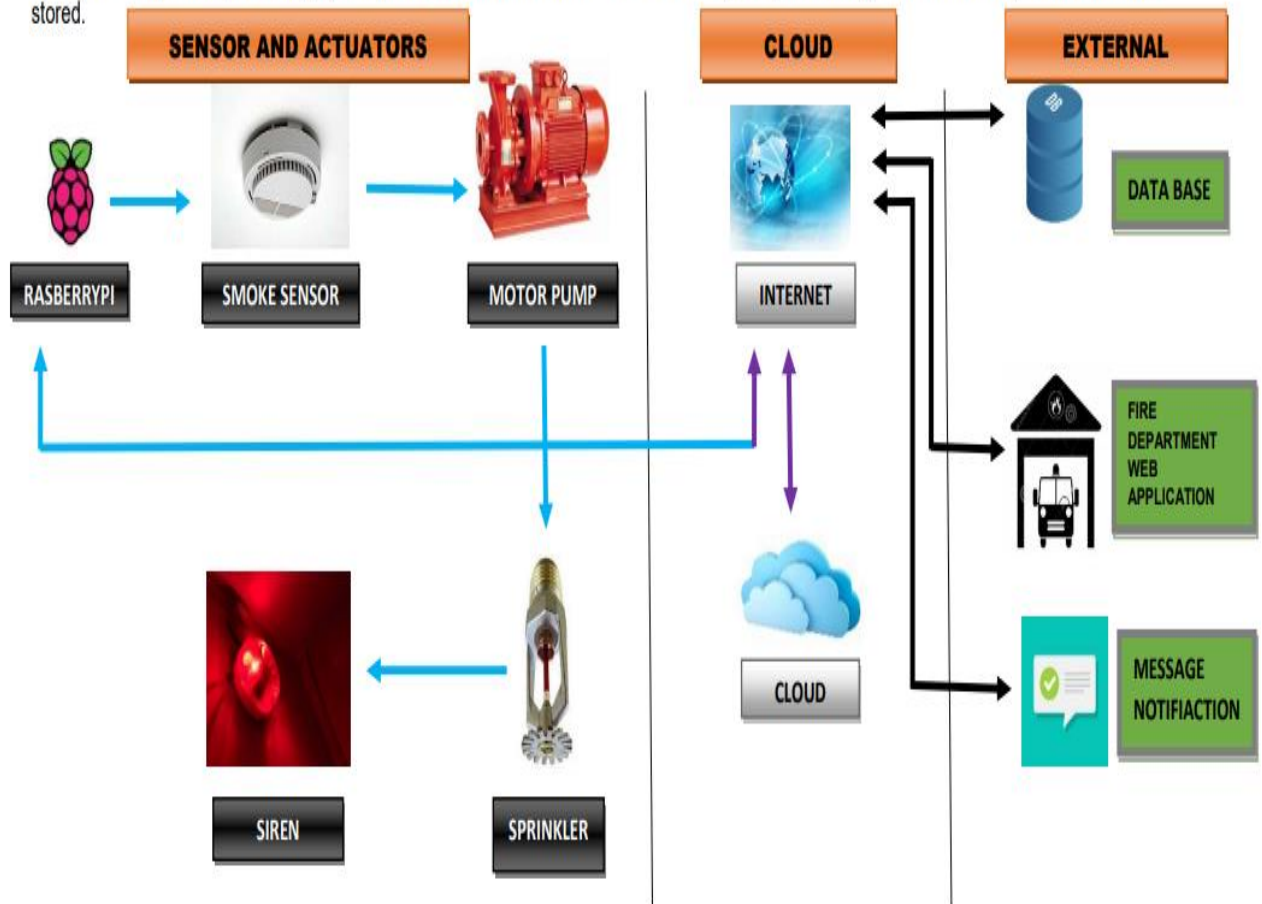 stored.
SENSOR AND ACTUATORS
CLOUD
EXTERNAL
DB
DATA BASE
RASBERRYPI
SMOKE SENSOR
MOTOR PUMP
INTERNET
FIRE
DEPARTMENT
WEB
APPLICATION
CLOUD
MESSAGE
NOTIFIACTION
SIREN
SPRINKLER